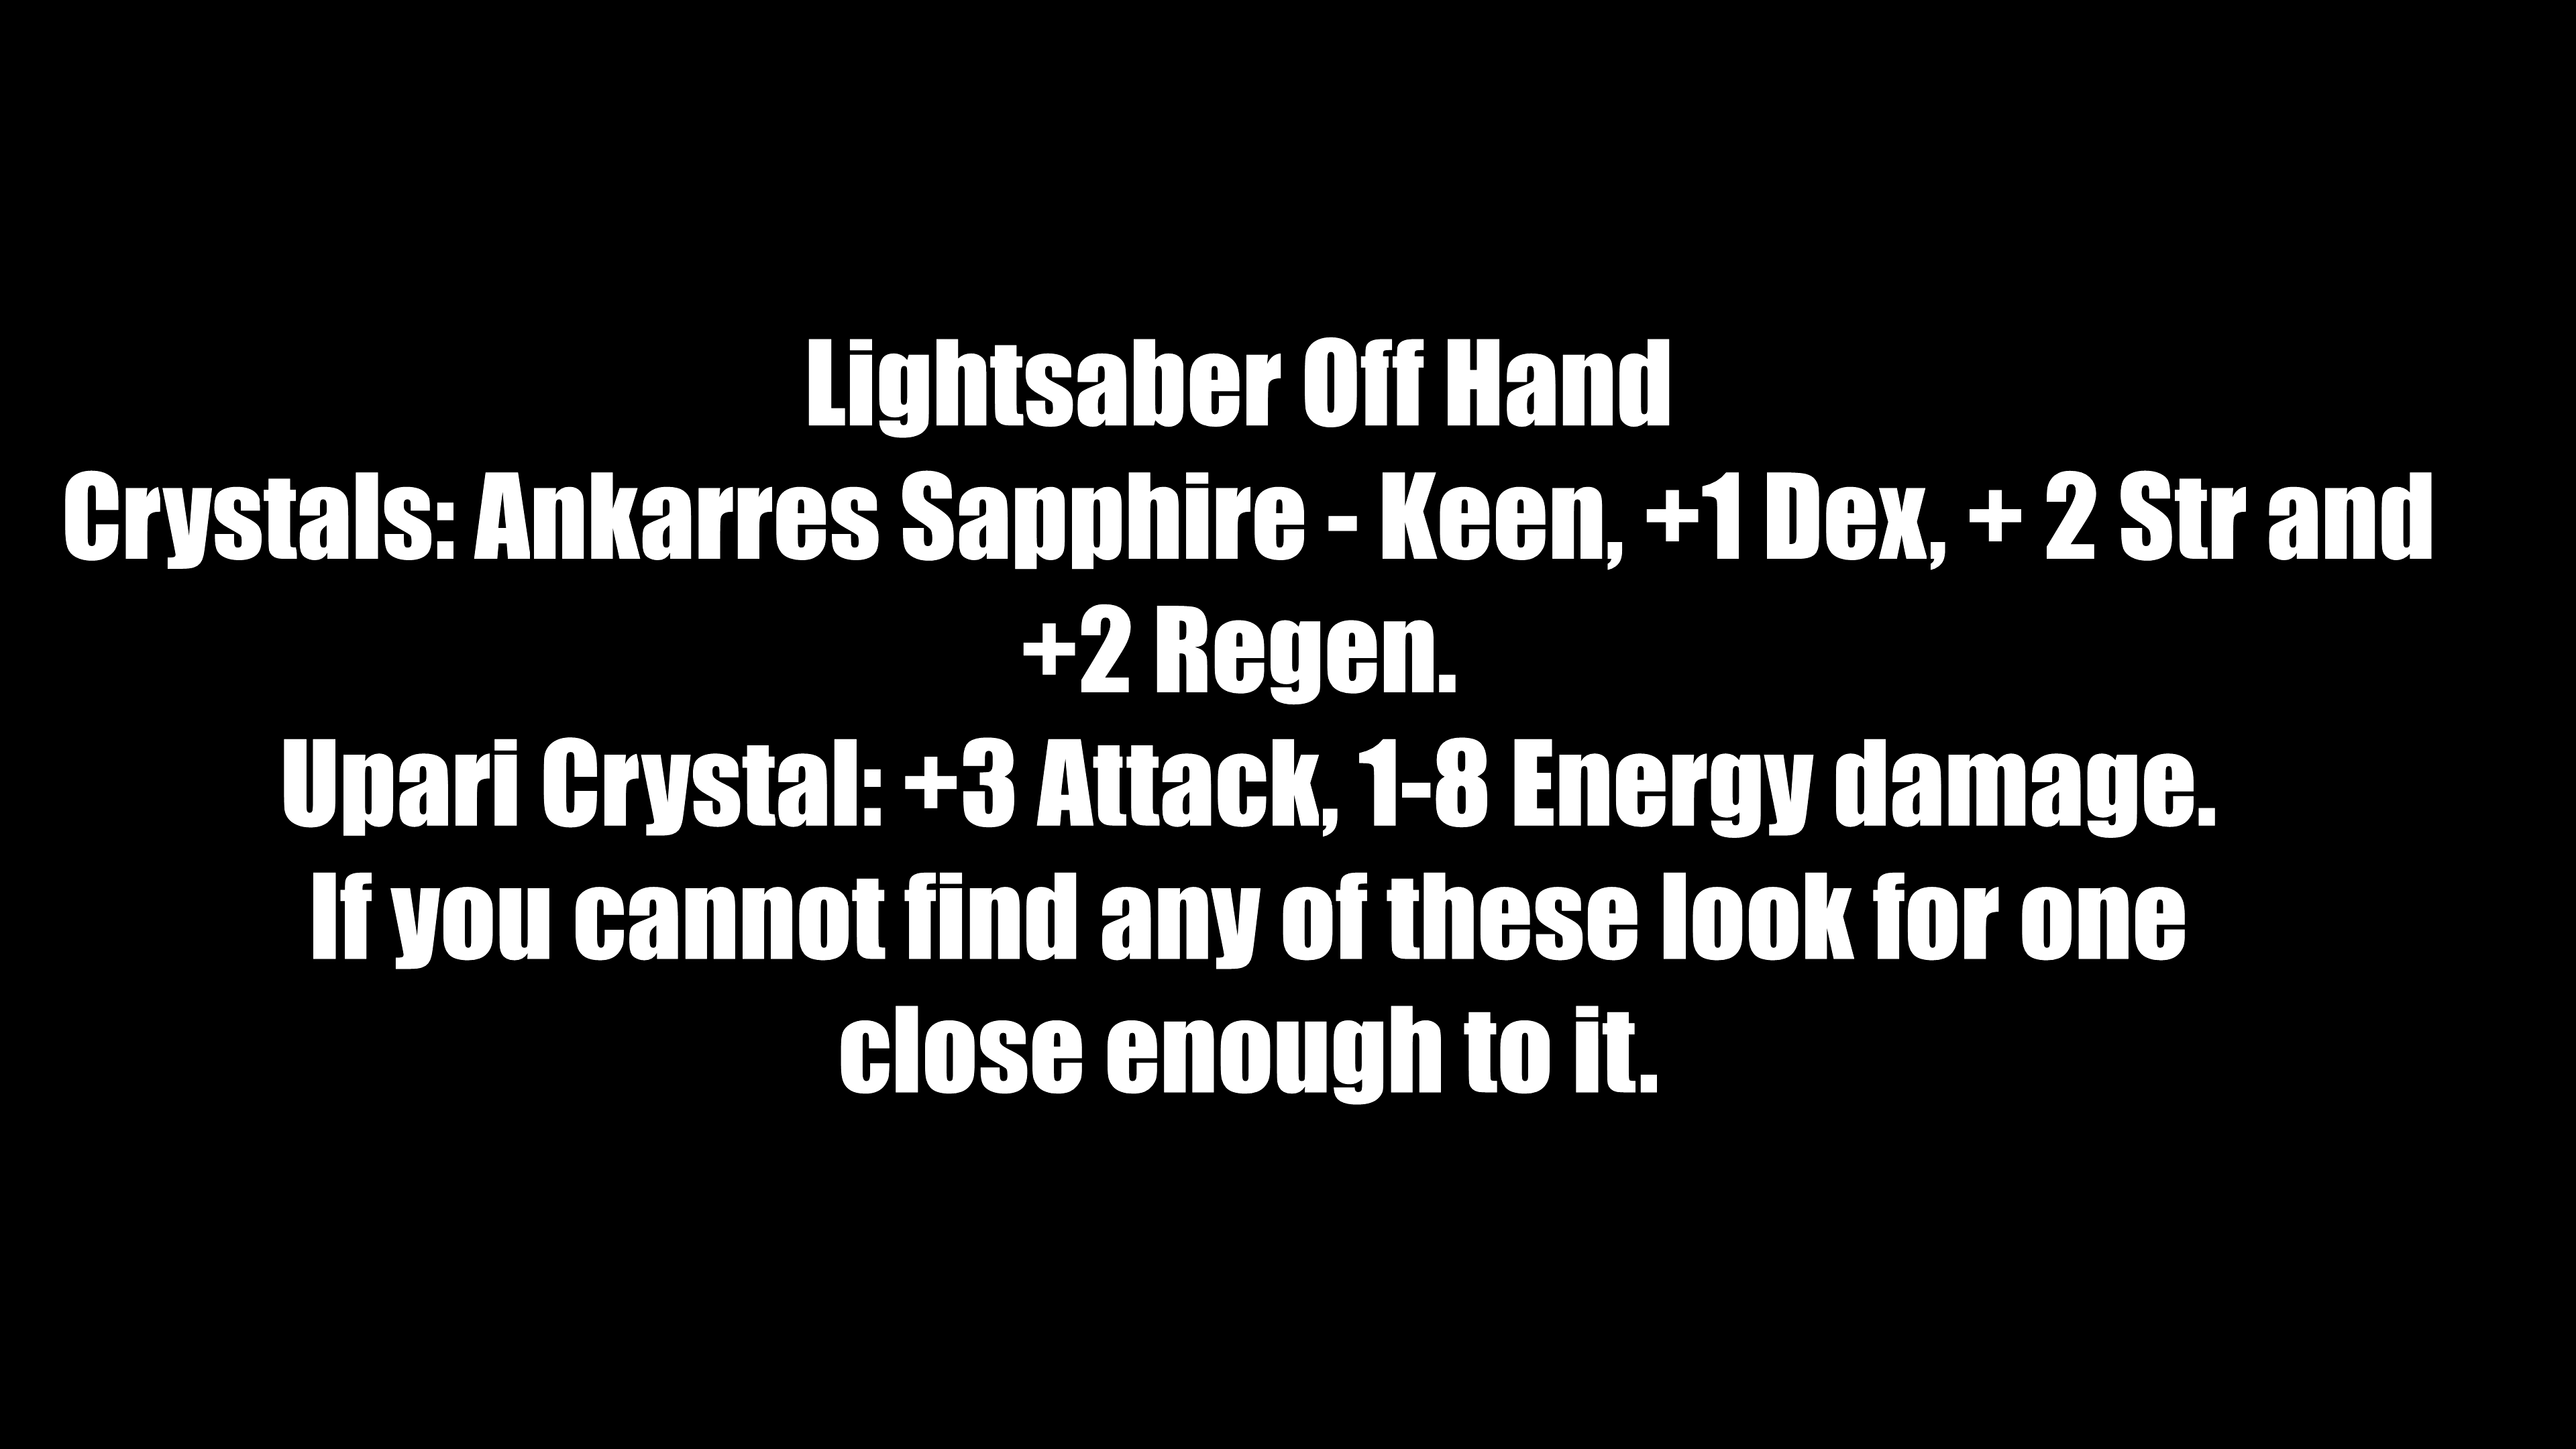 Lightsaber Off Hand
Crystals: Ankarres Sapphire - Keen, +1 Dex, + 2 Str and
+2 Regen.
Upari Crystal: +3 Attack, 1-8 Energy damage.
If you cannot find any of these look for one
close enough to it.